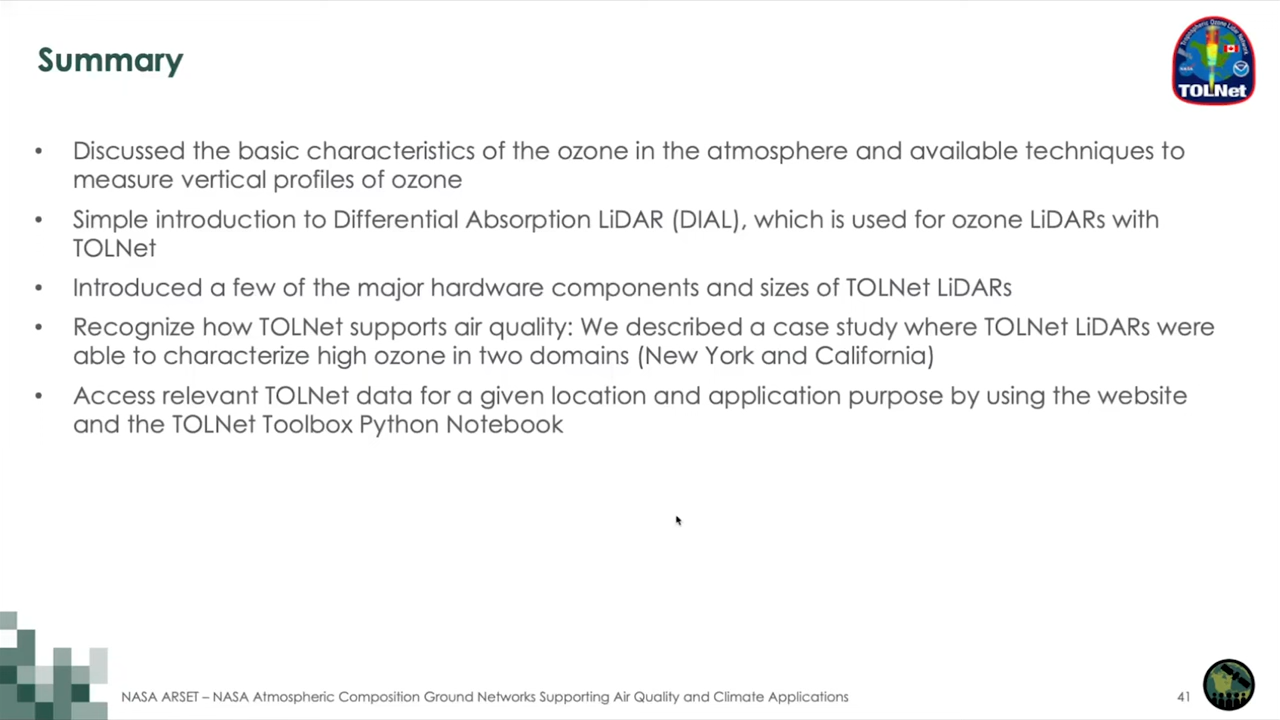 Summary
Tropospheric Ozone Lidar Network
NASA
TOLNet
• Discussed the basic characteristics of the ozone in the atmosphere and available techniques to
measure vertical profiles of ozone
• Simple introduction to Differential Absorption LiDAR (DIAL), which is used for ozone LiDARs with
TOLNet
• Introduced a few of the major hardware components and sizes of TOLNet LiDARs
• Recognize how TOLNet supports air quality: We described a case study where TOLNet LiDARs were
able to characterize high ozone in two domains (New York and California)
• Access relevant TOLNet data for a given location and application purpose by using the website
and the TOLNet Toolbox Python Notebook
NASA ARSET – NASA Atmospheric Composition Ground Networks Supporting Air Quality and Climate Applications
41